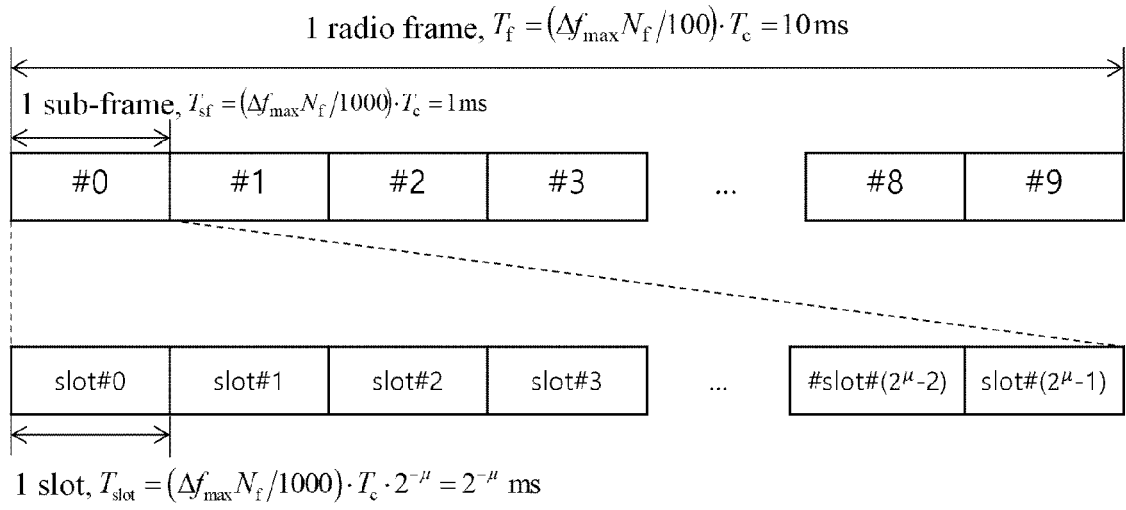 1 radio frame, T_f = (Δf_max N_f /100)·T_c = 10 ms
1 sub-frame, T_sf = (Δf_max N_f /1000)·T_c = 1 ms
#0 #1 #2 #3 ... #8 #9
slot#0 slot#1 slot#2 slot#3 ... #slot#(2^μ-2) slot#(2^μ-1)
1 slot, T_slot = (Δf_max N_f /1000)·T_c·2^−μ = 2^−μ ms